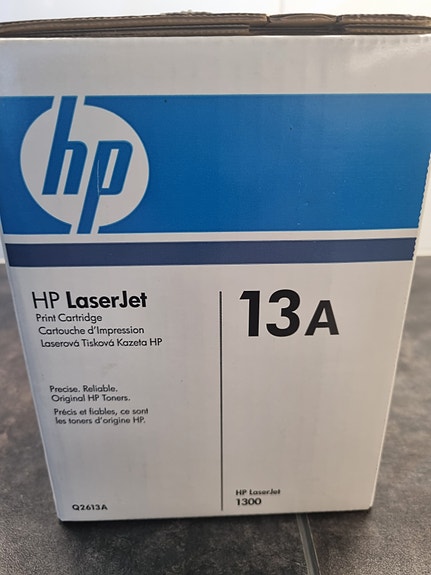 hp
HP LaserJet
Print Cartridge
Cartouche d'Impression
Laserová Tisková Kazeta HP
Precise. Reliable.
Original HP Toners.
Précis et fiables, ce sont
les toners d'origine HP.
Q2613A
13A
HP LaserJet
1300